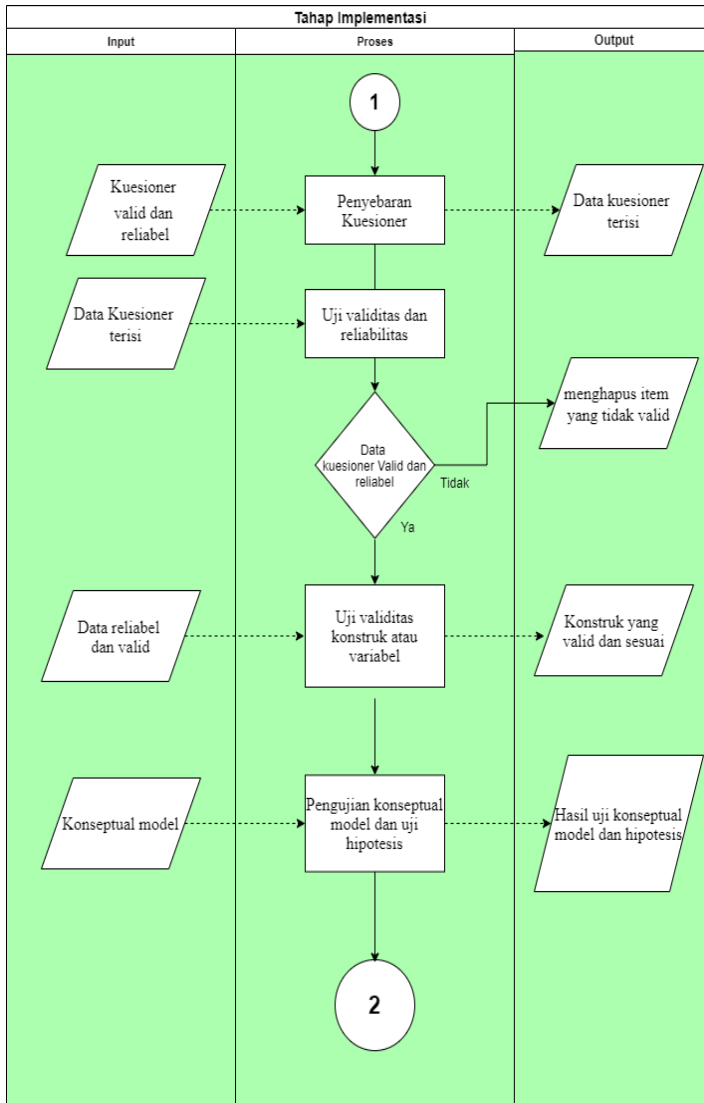 Tahap Implementasi
Input
Proses
Output
1
Kuesioner
valid dan
reliabel
Penyebaran
Kuesioner
Data kuesioner
terisi
Data Kuesioner
terisi
Uji validitas dan
reliabilitas
menghapus item
yang tidak valid
Data
kuesioner Valid dan
reliabel
Tidak
Ya
Data reliabel
dan valid
Uji validitas
konstruk atau
variabel
Konstruk yang
valid dan sesuai
Konseptual model
Pengujian konseptual
model dan uji
hipotesis
Hasil uji konseptual
model dan hipotesis
2